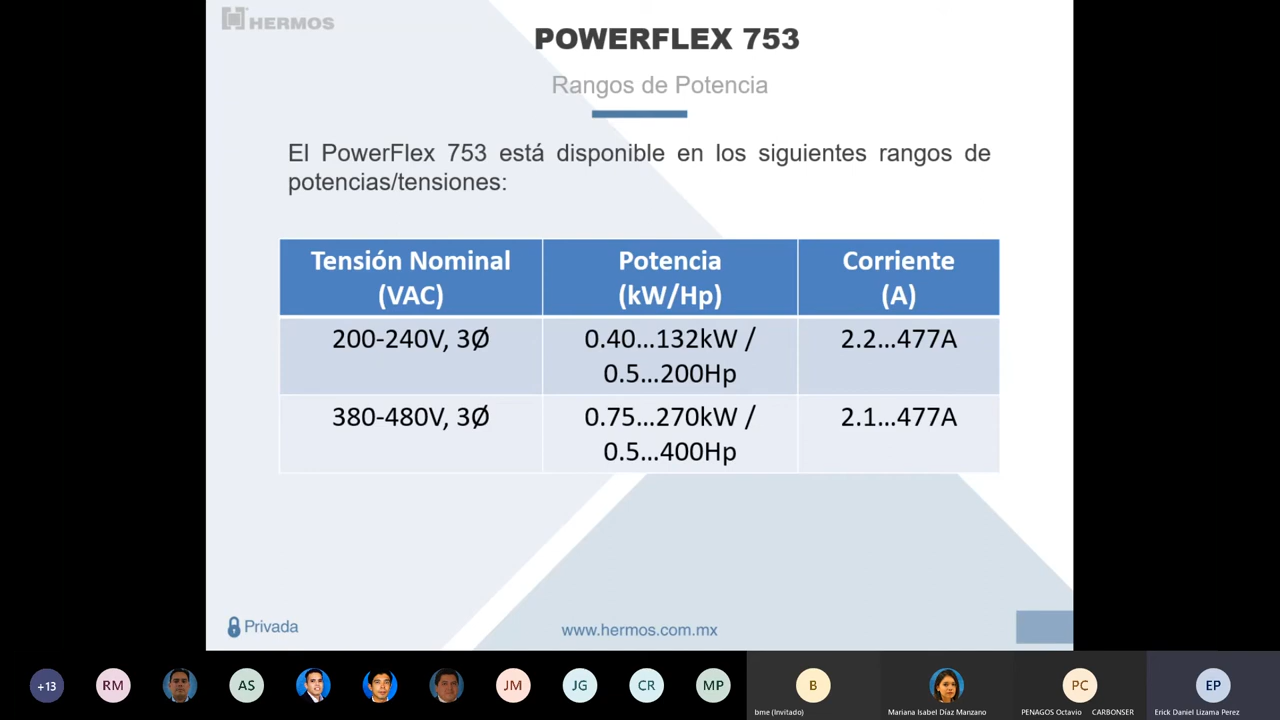 HERMOS
POWERFLEX 753
Rangos de Potencia
El PowerFlex 753 está disponible en los siguientes rangos de
potencias/tensiones:
Tensión Nominal
(VAC)
Potencia
(kW/Hp)
Corriente
(A)
200-240V, 3Ø
0.40...132kW /
0.5...200Hp
2.2...477A
380-480V, 3Ø
0.75...270kW /
0.5...400Hp
2.1...477A
Privada
www.hermos.com.mx
+13
RM
AS
JM
JG
CR
MP
B
PC
EP
bme (Invitado)
Mariana Isabel Díaz Manzano
PENAGOS Octavio CARBONSER
Erick Daniel Lizama Perez